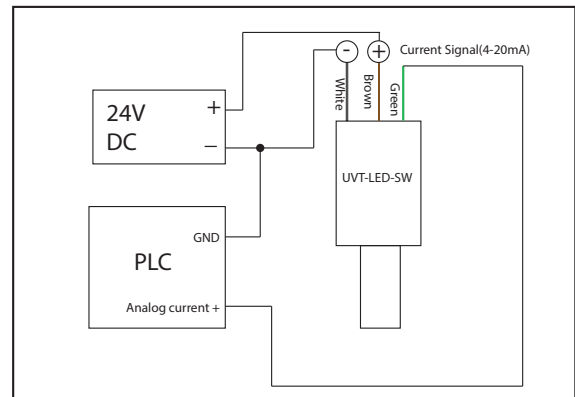 Current Signal(4-20mA)
-
+
White
Brown
Green
24V
DC
+
–
UVT-LED-SW
GND
PLC
Analog current +